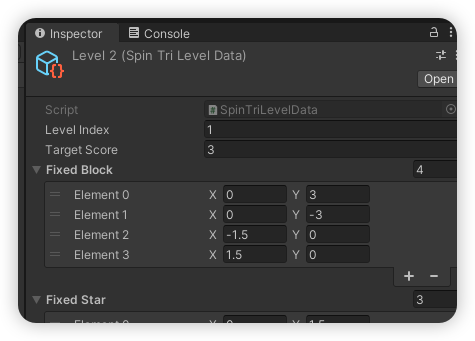 Inspector Console
Level 2 (Spin Tri Level Data)
Open
Script SpinTriLevelData
Level Index 1
Target Score 3
Fixed Block 4
Element 0 X 0 Y 3
Element 1 X 0 Y -3
Element 2 X -1.5 Y 0
Element 3 X 1.5 Y 0
+ −
Fixed Star 3